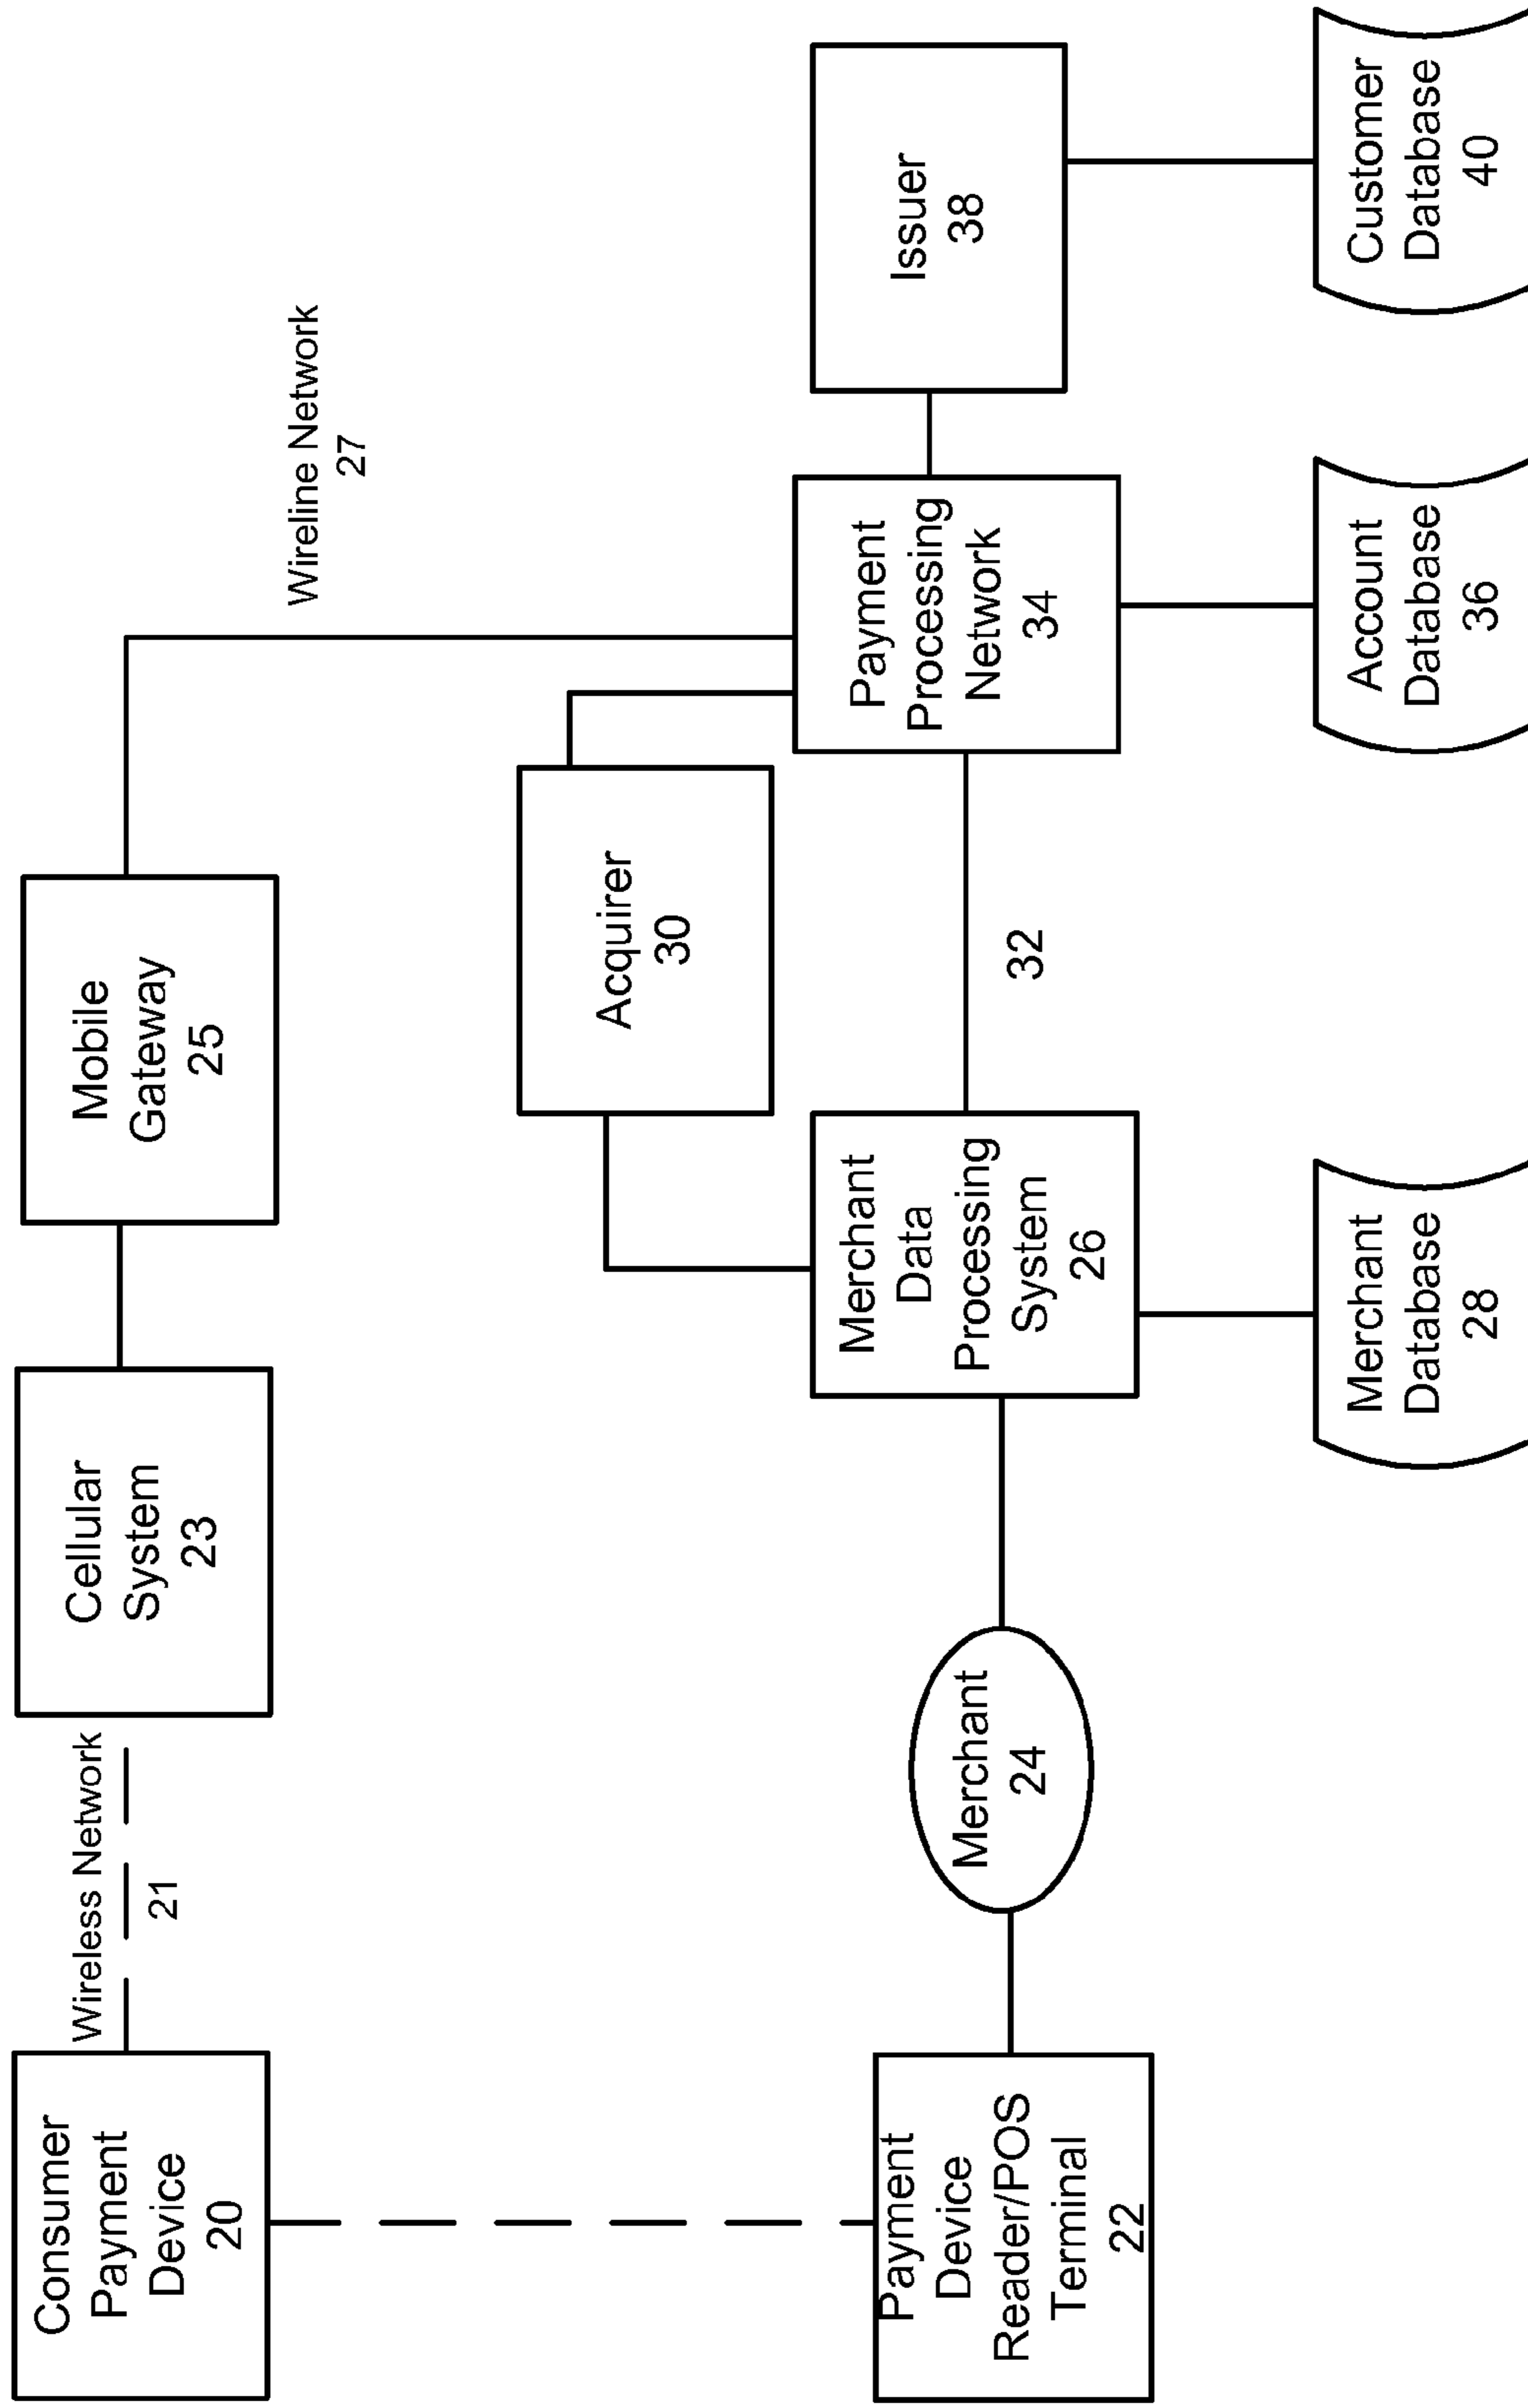 Consumer
Payment
Device
20
Wireless Network
21
Cellular
System
23
Mobile
Gateway
25
Wireline Network
27
Acquirer
30
Payment
Device
Reader/POS
Terminal
22
Merchant
24
Merchant
Data
Processing
System
26
32
Payment
Processing
Network
34
Issuer
38
Merchant
Database
28
Account
Database
36
Customer
Database
40